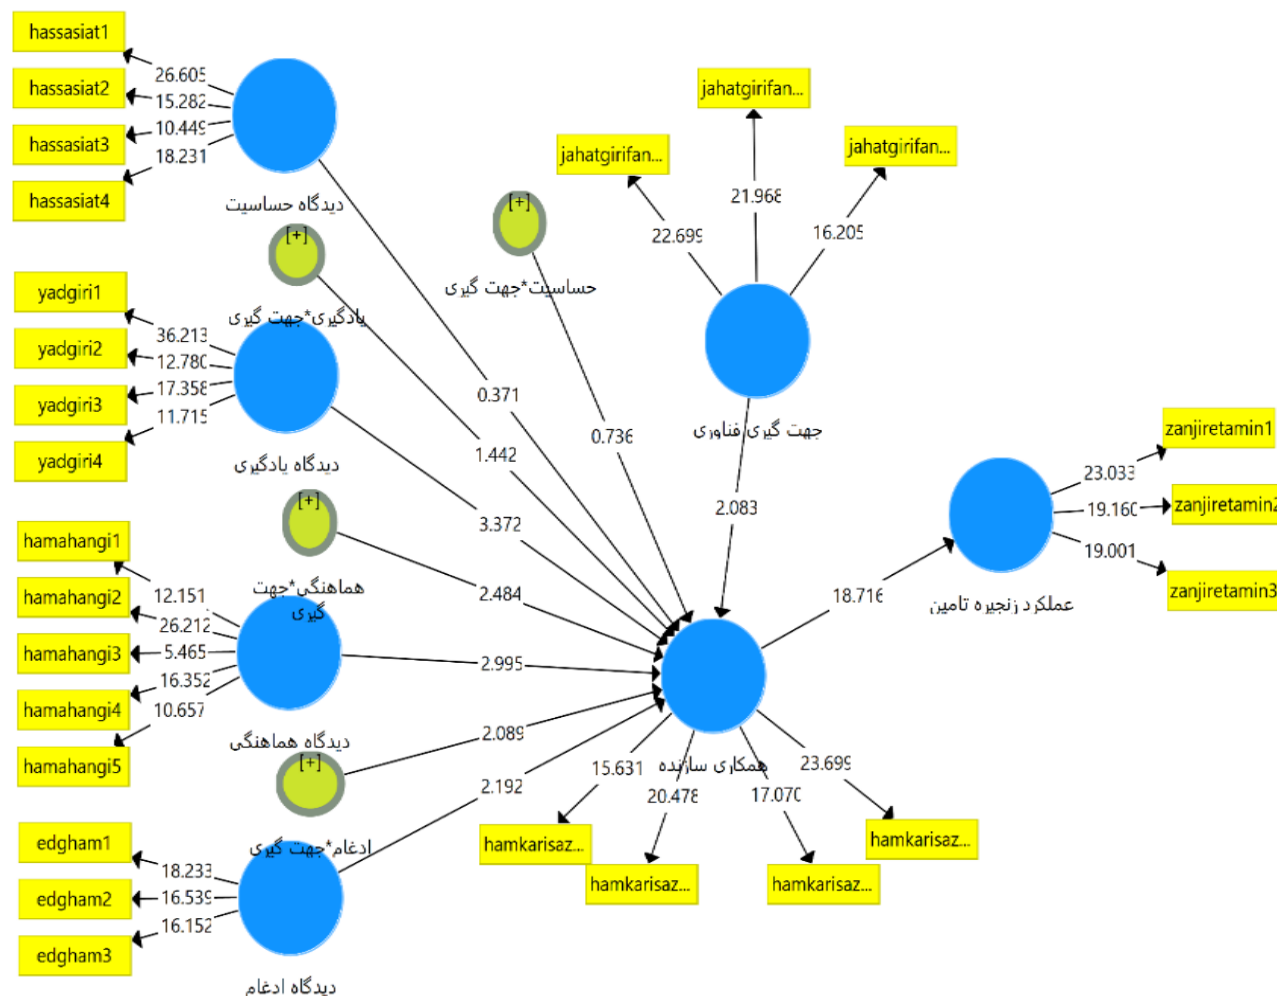 hassasiat1
hassasiat2
hassasiat3
hassasiat4
26.605
15.282
10.449
18.231
دیدگاه حساسیت
[+]
یادگیری*جهت گیری
yadgiri1
yadgiri2
yadgiri3
yadgiri4
36.213
12.780
17.358
11.715
دیدگاه یادگیری
[+]
هماهنگی*جهت
گیری
hamahangi1
hamahangi2
hamahangi3
hamahangi4
hamahangi5
12.151
26.212
5.465
16.352
10.657
دیدگاه هماهنگی
[+]
ادغام*جهت گیری
edgham1
edgham2
edgham3
18.233
16.539
16.152
دیدگاه ادغام
[+]
حساسیت*جهت گیری
0.371
1.442
0.736
3.372
2.484
2.995
2.089
2.192
jahatgirifan...
jahatgirifan...
jahatgirifan...
22.699
21.968
16.205
جهت گیری فناوری
2.083
همکاری سازنده
15.631
20.478
17.070
23.699
hamkarisaz...
hamkarisaz...
hamkarisaz...
hamkarisaz...
18.716
عملکرد زنجیره تامین
23.033
19.160
19.001
zanjiretamin1
zanjiretamin2
zanjiretamin3